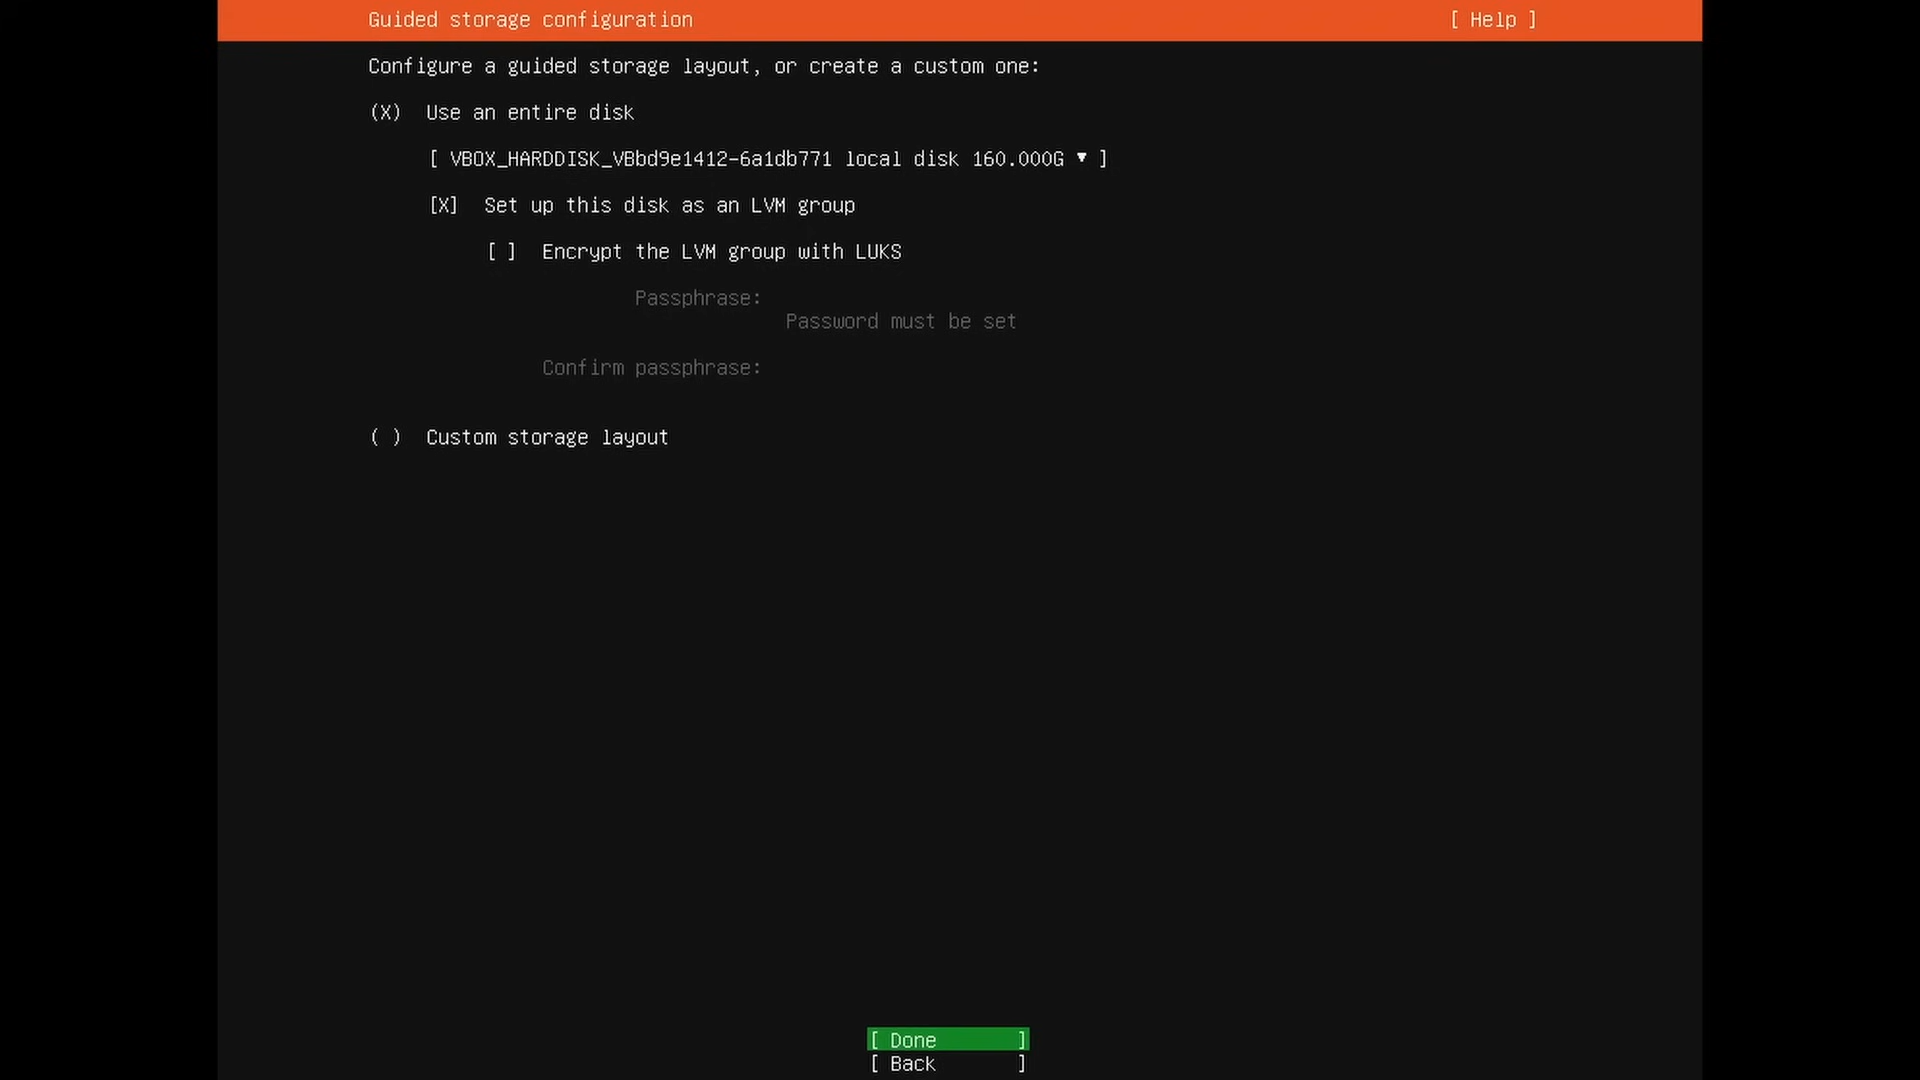 Guided storage configuration [ Help ]
Configure a guided storage layout, or create a custom one:
(X) Use an entire disk
[ VBOX_HARDDISK_VBbd9e1412-6a1db771 local disk 160.000G ▼ ]
[X] Set up this disk as an LVM group
[ ] Encrypt the LVM group with LUKS
Passphrase:
Password must be set
Confirm passphrase:
( ) Custom storage layout
[ Done ]
[ Back ]